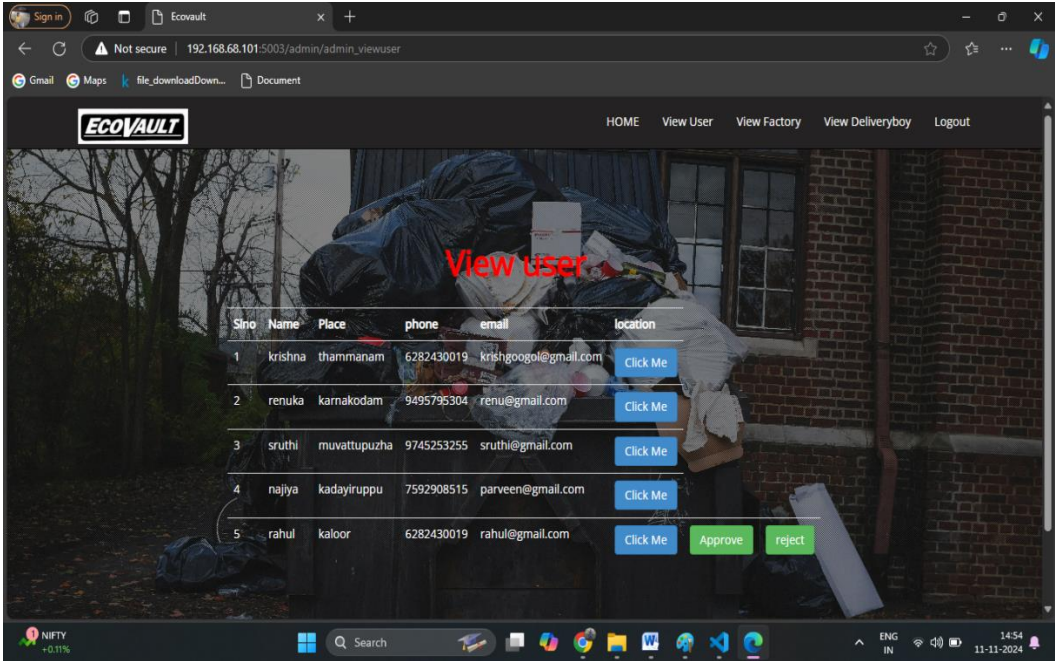 Sign in
Ecovault
Not secure 192.168.68.101:5003/admin/admin_viewuser
Gmail Maps file_downloadDown... Document
ECOVAULT HOME View User View Factory View Deliveryboy Logout
View user
Slno Name Place phone email location
1 krishna thammanam 6282430019 krishgoogol@gmail.com Click Me
2 renuka karnakodam 9495795304 renu@gmail.com Click Me
3 sruthi muvattupuzha 9745253255 sruthi@gmail.com Click Me
4 najiya kadayiruppu 7592908515 parveen@gmail.com Click Me
5 rahul kaloor 6282430019 rahul@gmail.com Click Me Approve reject
1 NIFTY
+0.11%
Search
ENG
IN
14:54
11-11-2024